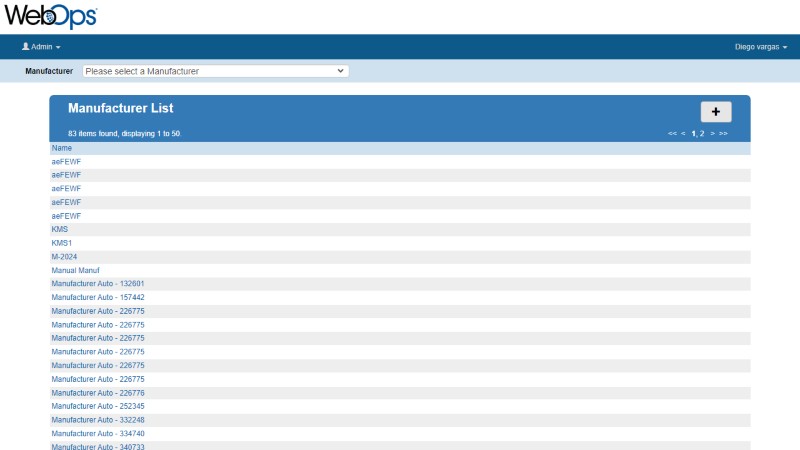 WebOps
Admin
Diego vargas
Manufacturer Please select a Manufacturer
Manufacturer List
+
83 items found, displaying 1 to 50
<< < 1, 2 > >>
Name
aeFEWF
aeFEWF
aeFEWF
aeFEWF
aeFEWF
KMS
KMS1
M-2024
Manual Manuf
Manufacturer Auto - 132601
Manufacturer Auto - 157442
Manufacturer Auto - 226775
Manufacturer Auto - 226775
Manufacturer Auto - 226775
Manufacturer Auto - 226775
Manufacturer Auto - 226775
Manufacturer Auto - 226775
Manufacturer Auto - 226776
Manufacturer Auto - 252345
Manufacturer Auto - 332248
Manufacturer Auto - 334740
Manufacturer Auto - 340733